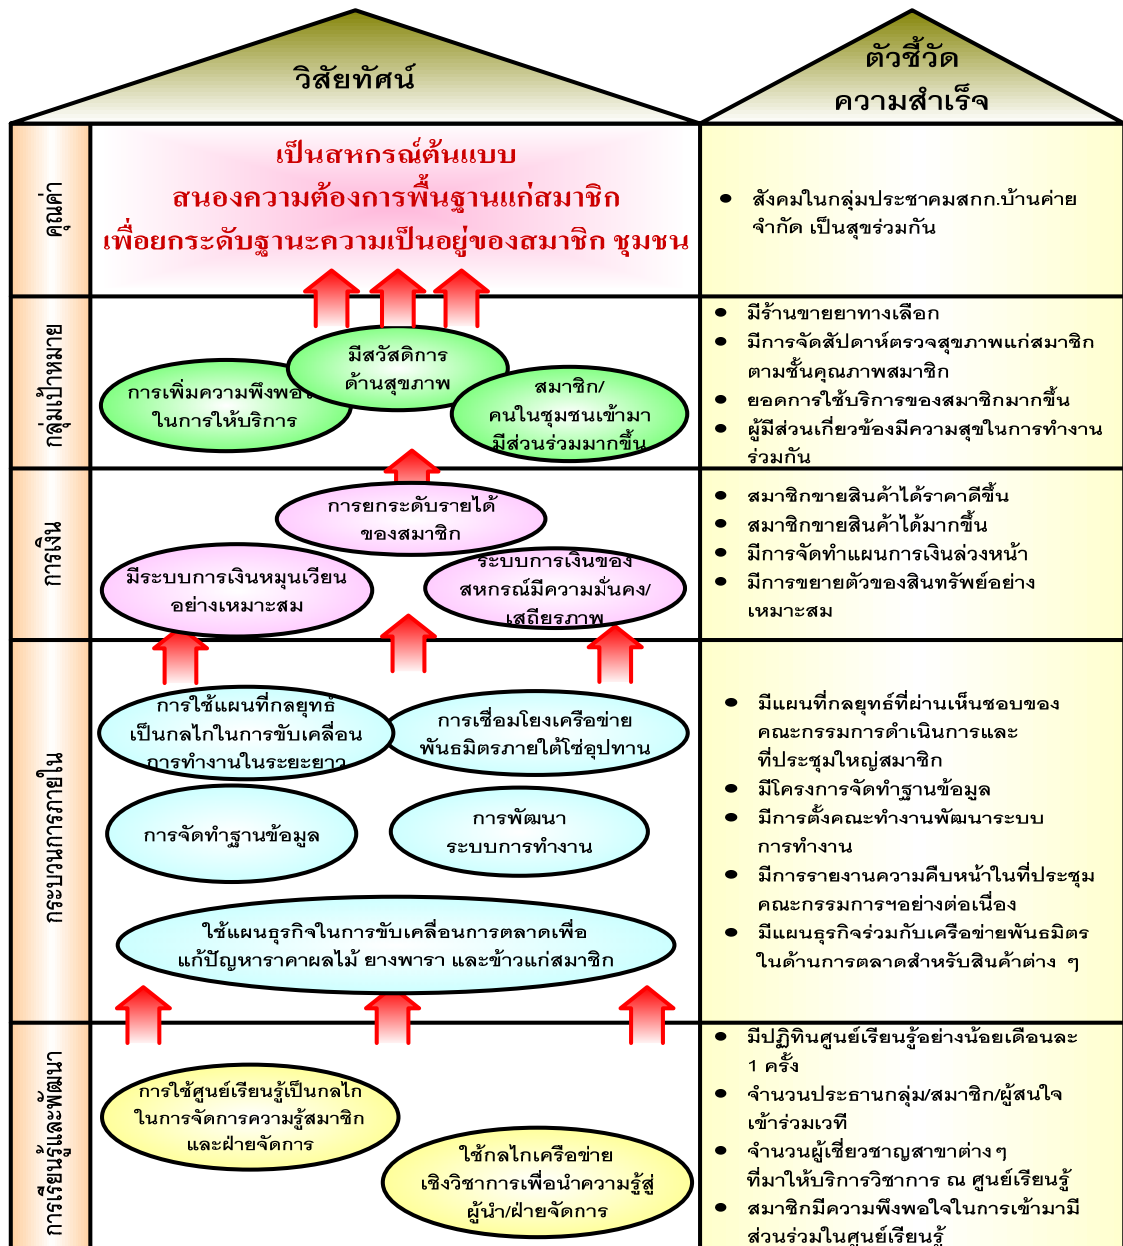 วิสัยทัศน์
ตัวชี้วัด
ความสำเร็จ
คุณค่า
เป็นสหกรณ์ต้นแบบ
สนองความต้องการพื้นฐานแก่สมาชิก
เพื่อยกระดับฐานะความเป็นอยู่ของสมาชิก ชุมชน
• สังคมในกลุ่มประชาคมสกก.บ้านค่าย
จำกัด เป็นสุขร่วมกัน
กลุ่มเป้าหมาย
การเพิ่มความพึงพอใ
ในการให้บริการ
มีสวัสดิการ
ด้านสุขภาพ
สมาชิก/
คนในชุมชนเข้ามา
มีส่วนร่วมมากขึ้น
• มีร้านขายยาทางเลือก
• มีการจัดสัปดาห์ตรวจสุขภาพแก่สมาชิก
ตามชั้นคุณภาพสมาชิก
• ยอดการใช้บริการของสมาชิกมากขึ้น
• ผู้มีส่วนเกี่ยวข้องมีความสุขในการทำงาน
ร่วมกัน
การเงิน
การยกระดับรายได้
ของสมาชิก
มีระบบการเงินหมุนเวียน
อย่างเหมาะสม
ระบบการเงินของ
สหกรณ์มีความมั่นคง/
เสถียรภาพ
• สมาชิกขายสินค้าได้ราคาดีขึ้น
• สมาชิกขายสินค้าได้มากขึ้น
• มีการจัดทำแผนการเงินล่วงหน้า
• มีการขยายตัวของสินทรัพย์อย่าง
เหมาะสม
กระบวนการภายใน
การใช้แผนที่กลยุทธ์
เป็นกลไกในการขับเคลื่อน
การทำงานในระยะยาว
การเชื่อมโยงเครือข่าย
พันธมิตรภายใต้โซ่อุปทาน
การจัดทำฐานข้อมูล
การพัฒนา
ระบบการทำงาน
ใช้แผนธุรกิจในการขับเคลื่อนการตลาดเพื่อ
แก้ปัญหาราคาผลไม้ ยางพารา และข้าวแก่สมาชิก
• มีแผนที่กลยุทธ์ที่ผ่านเห็นชอบของ
คณะกรรมการดำเนินการและ
ที่ประชุมใหญ่สมาชิก
• มีโครงการจัดทำฐานข้อมูล
• มีการตั้งคณะทำงานพัฒนาระบบ
การทำงาน
• มีการรายงานความคืบหน้าในที่ประชุม
คณะกรรมการฯอย่างต่อเนื่อง
• มีแผนธุรกิจร่วมกับเครือข่ายพันธมิตร
ในด้านการตลาดสำหรับสินค้าต่าง ๆ
การเรียนรู้และพัฒนา
การใช้ศูนย์เรียนรู้เป็นกลไก
ในการจัดการความรู้สมาชิก
และฝ่ายจัดการ
ใช้กลไกเครือข่าย
เชิงวิชาการเพื่อนำความรู้สู่
ผู้นำ/ฝ่ายจัดการ
• มีปฏิทินศูนย์เรียนรู้อย่างน้อยเดือนละ
1 ครั้ง
• จำนวนประธานกลุ่ม/สมาชิก/ผู้สนใจ
เข้าร่วมเวที
• จำนวนผู้เชี่ยวชาญสาขาต่างๆ
ที่มาให้บริการวิชาการ ณ ศูนย์เรียนรู้
• สมาชิกมีความพึงพอใจในการเข้ามามี
ส่วนร่วมในศูนย์เรียนรู้